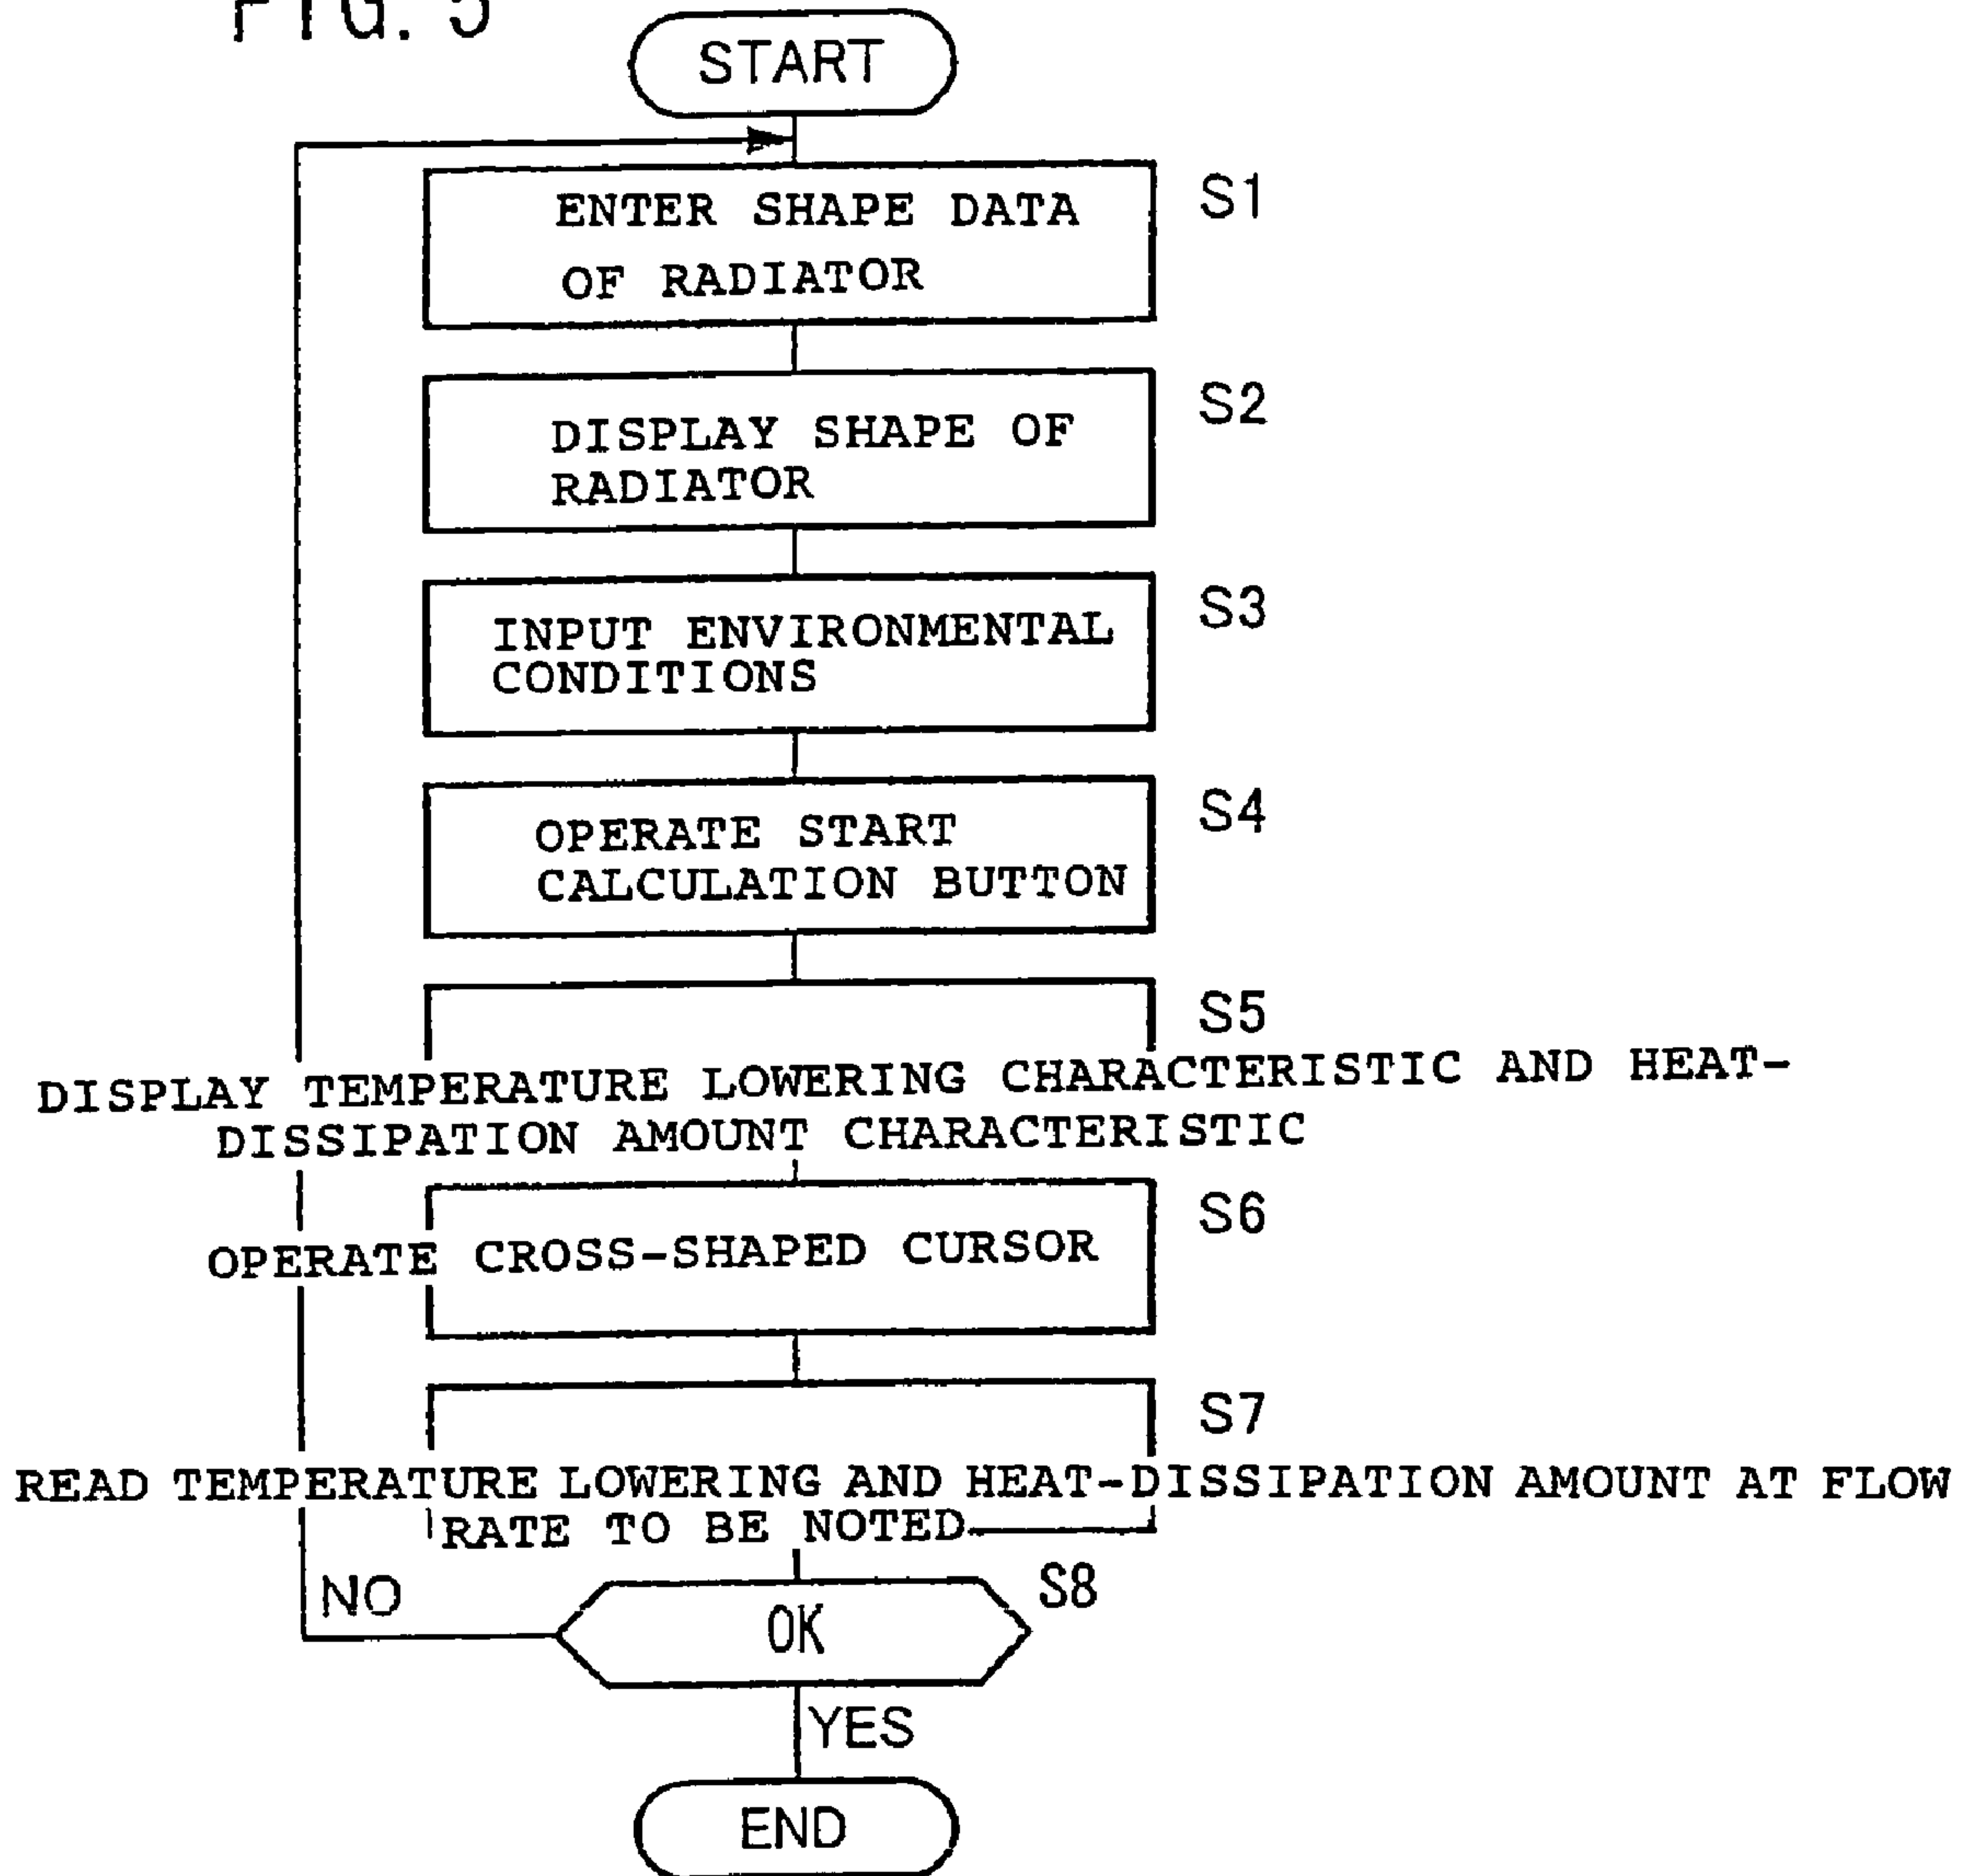 FIG. 5
START
ENTER SHAPE DATA
OF RADIATOR
S1
DISPLAY SHAPE OF
RADIATOR
S2
INPUT ENVIRONMENTAL
CONDITIONS
S3
OPERATE START
CALCULATION BUTTON
S4
S5
DISPLAY TEMPERATURE LOWERING CHARACTERISTIC AND HEAT-
DISSIPATION AMOUNT CHARACTERISTIC
S6
OPERATE CROSS-SHAPED CURSOR
S7
READ TEMPERATURE LOWERING AND HEAT-DISSIPATION AMOUNT AT FLOW
RATE TO BE NOTED
S8
NO
OK
YES
END